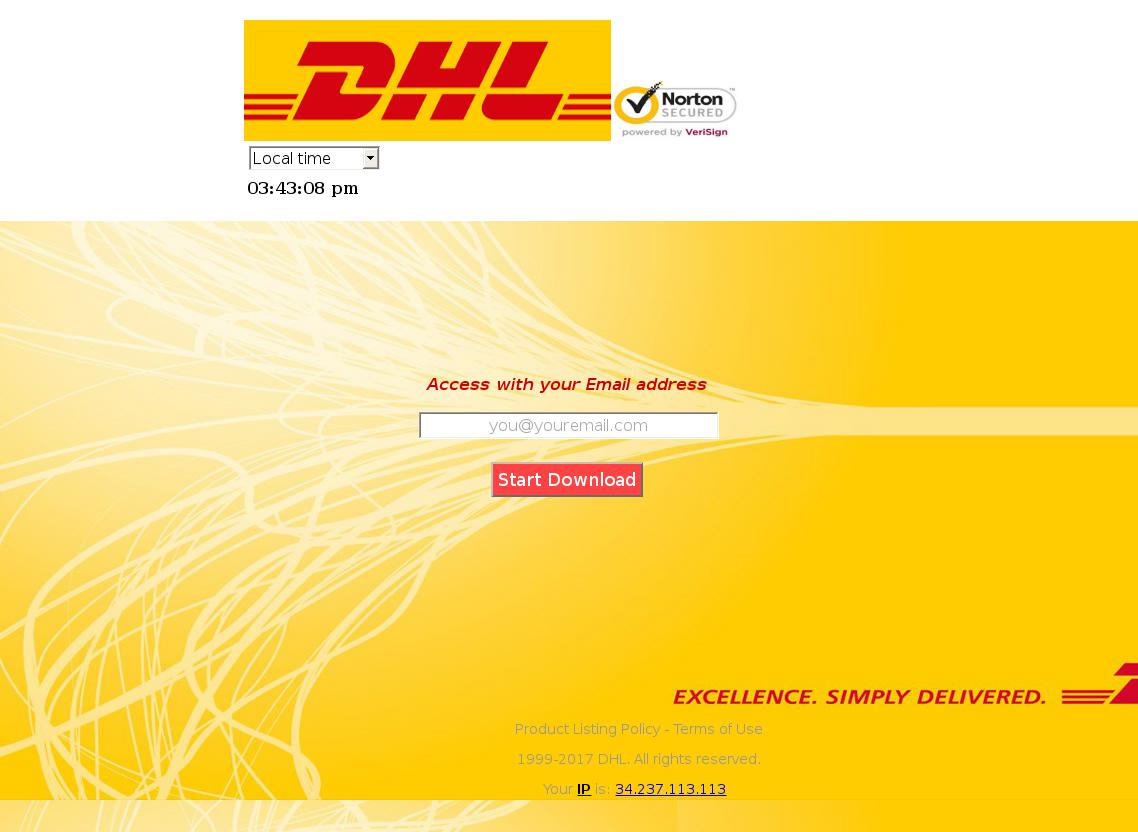 DHL
Norton
SECURED
powered by VeriSign
Local time
03:43:08 pm
Access with your Email address
you@youremail.com
Start Download
EXCELLENCE. SIMPLY DELIVERED.
Product Listing Policy - Terms of Use
1999-2017 DHL. All rights reserved.
Your IP is: 34.237.113.113